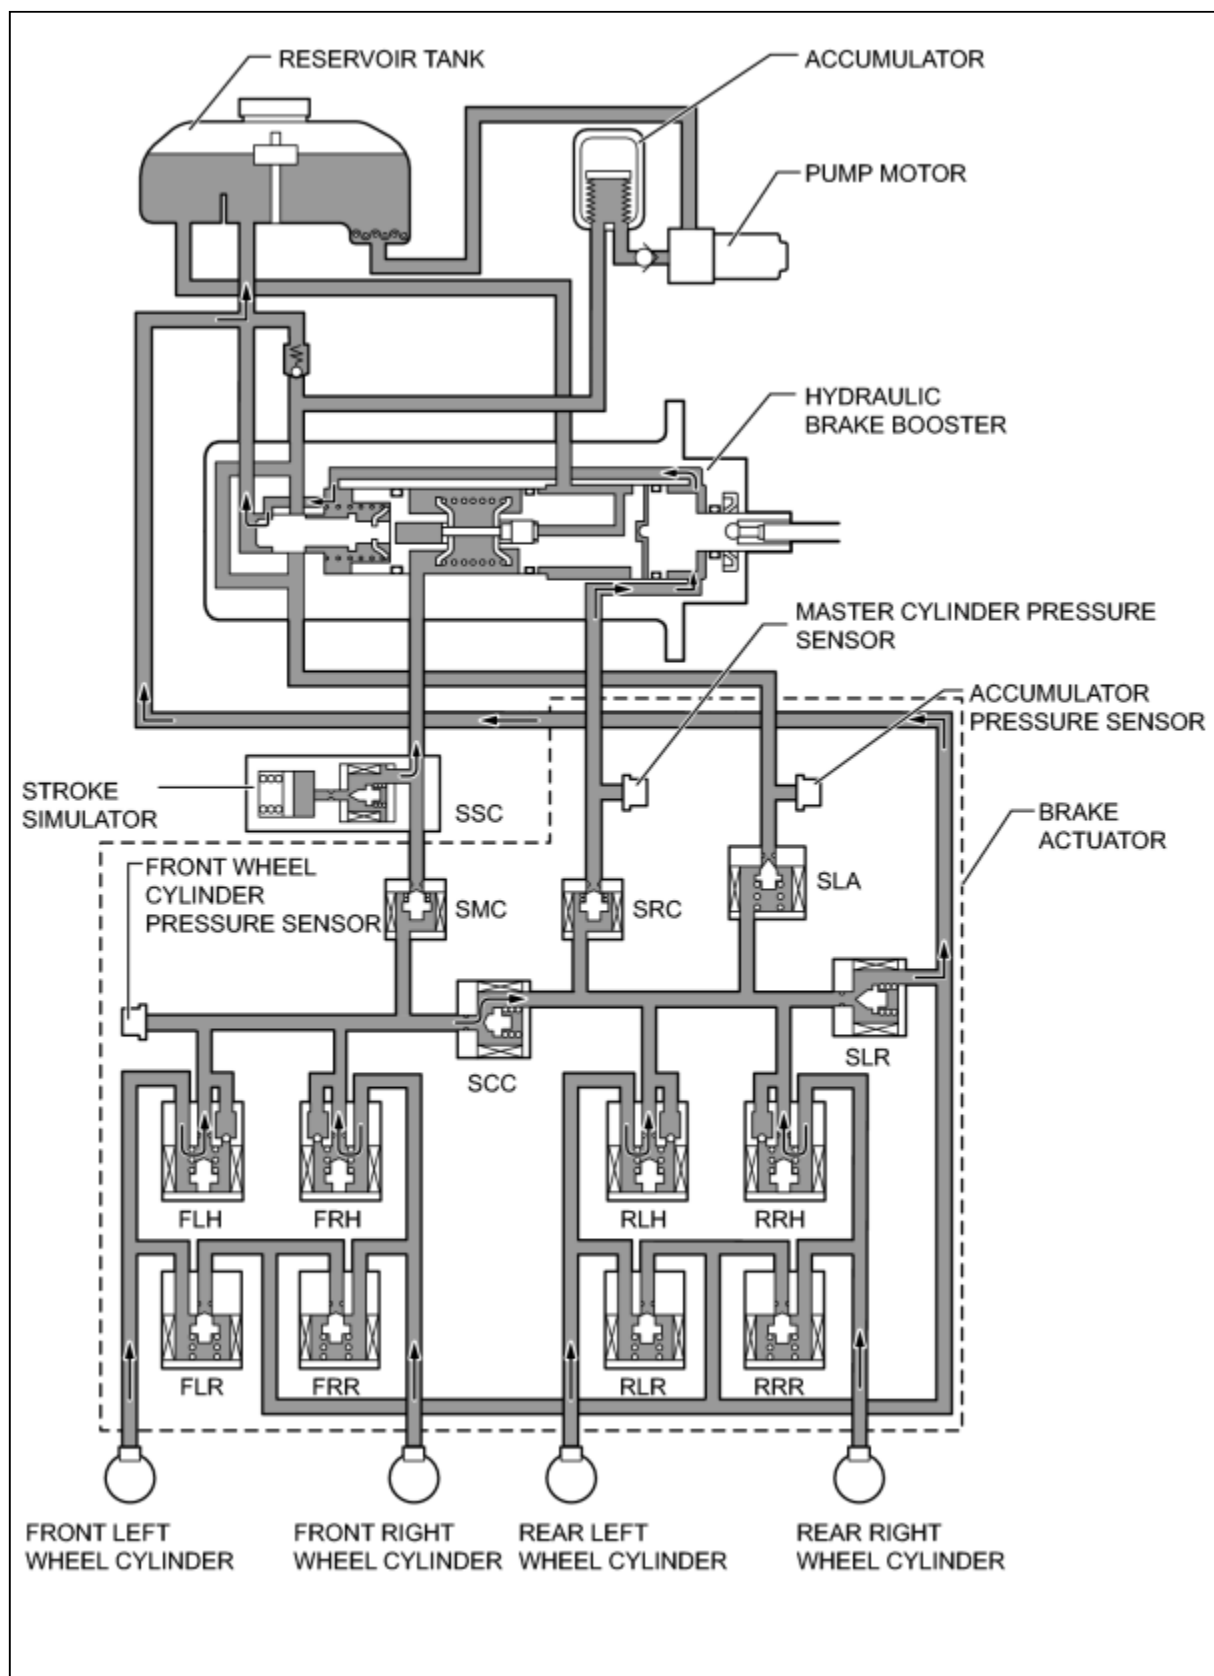 RESERVOIR TANK
ACCUMULATOR
PUMP MOTOR
HYDRAULIC
BRAKE BOOSTER
MASTER CYLINDER PRESSURE
SENSOR
ACCUMULATOR
PRESSURE SENSOR
STROKE
SIMULATOR
SSC
BRAKE
ACTUATOR
FRONT WHEEL
CYLINDER
PRESSURE SENSOR
SMC
SRC
SLA
SCC
SLR
FLH
FRH
RLH
RRH
FLR
FRR
RLR
RRR
FRONT LEFT
WHEEL CYLINDER
FRONT RIGHT
WHEEL CYLINDER
REAR LEFT
WHEEL CYLINDER
REAR RIGHT
WHEEL CYLINDER